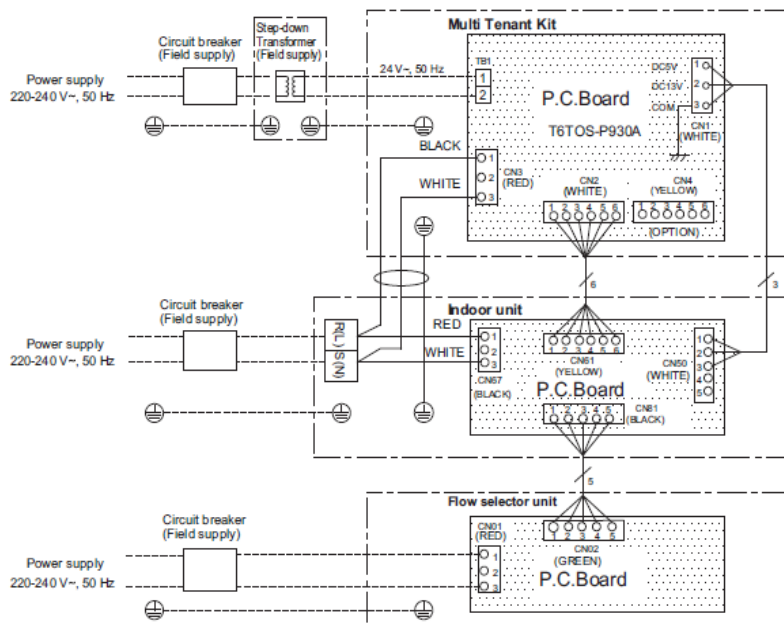 Multi Tenant Kit
Step-down
Transformer
(Field supply)
Circuit breaker
(Field supply)
Power supply
220-240 V~, 50 Hz
24 V~, 50 Hz
TB1
1
2
P.C.Board
T6TOS-P930A
DC5V
DC13V
COM.
1
2
3
CN1
(WHITE)
BLACK
WHITE
1
2
3
CN3
(RED)
CN2
(WHITE)
1 2 3 4 5 6
CN4
(YELLOW)
1 2 3 4 5 6
(OPTION)
6
3
Indoor unit
Circuit breaker
(Field supply)
Power supply
220-240 V~, 50 Hz
R(L)
S(N)
RED
WHITE
1
2
3
CN67
(BLACK)
1 2 3 4 5 6
CN61
(YELLOW)
P.C.Board
CN50
(WHITE)
1
2
3
4
5
1 2 3 4 5
CN81
(BLACK)
5
Flow selector unit
Circuit breaker
(Field supply)
Power supply
220-240 V~, 50 Hz
CN01
(RED)
1
2
3
1 2 3 4 5
CN02
(GREEN)
P.C.Board